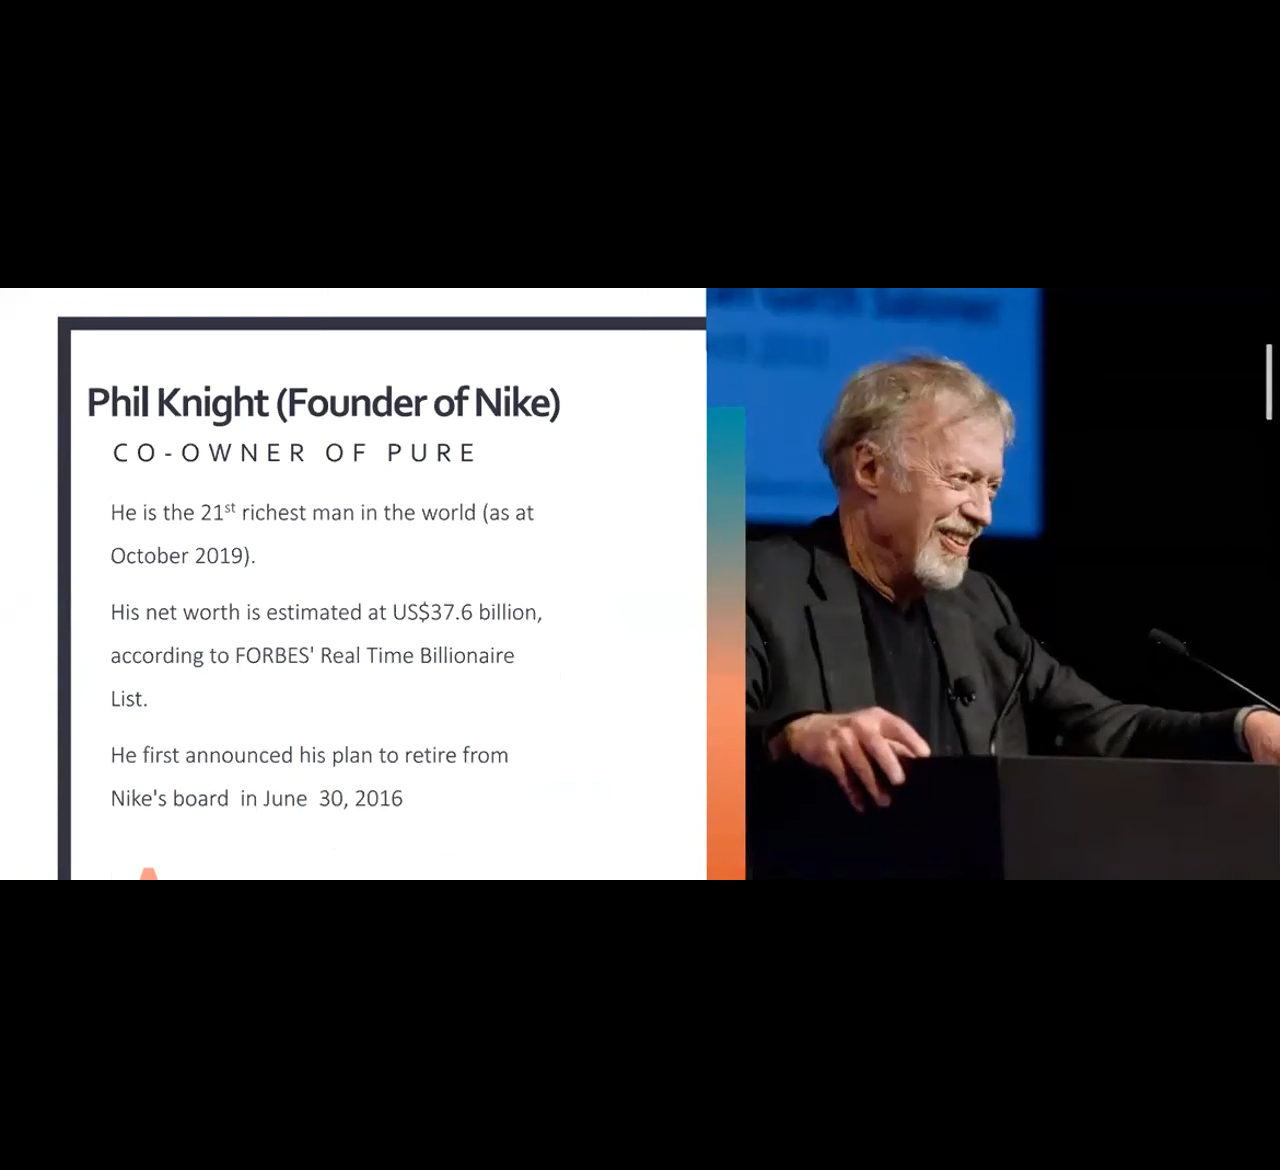 Phil Knight (Founder of Nike)
CO-OWNER OF PURE
He is the 21st richest man in the world (as at
October 2019).
His net worth is estimated at US$37.6 billion,
according to FORBES' Real Time Billionaire
List.
He first announced his plan to retire from
Nike's board in June 30, 2016